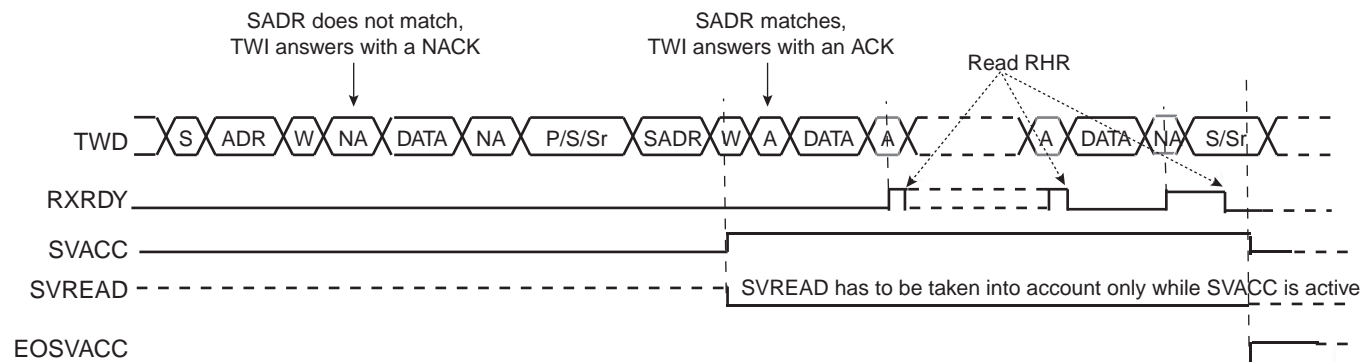 SADR does not match,
TWI answers with a NACK
SADR matches,
TWI answers with an ACK
Read RHR
TWD S ADR W NA DATA NA P/S/Sr SADR W A DATA A A DATA NA S/Sr
RXRDY
SVACC
SVREAD SVREAD has to be taken into account only while SVACC is active
EOSVACC